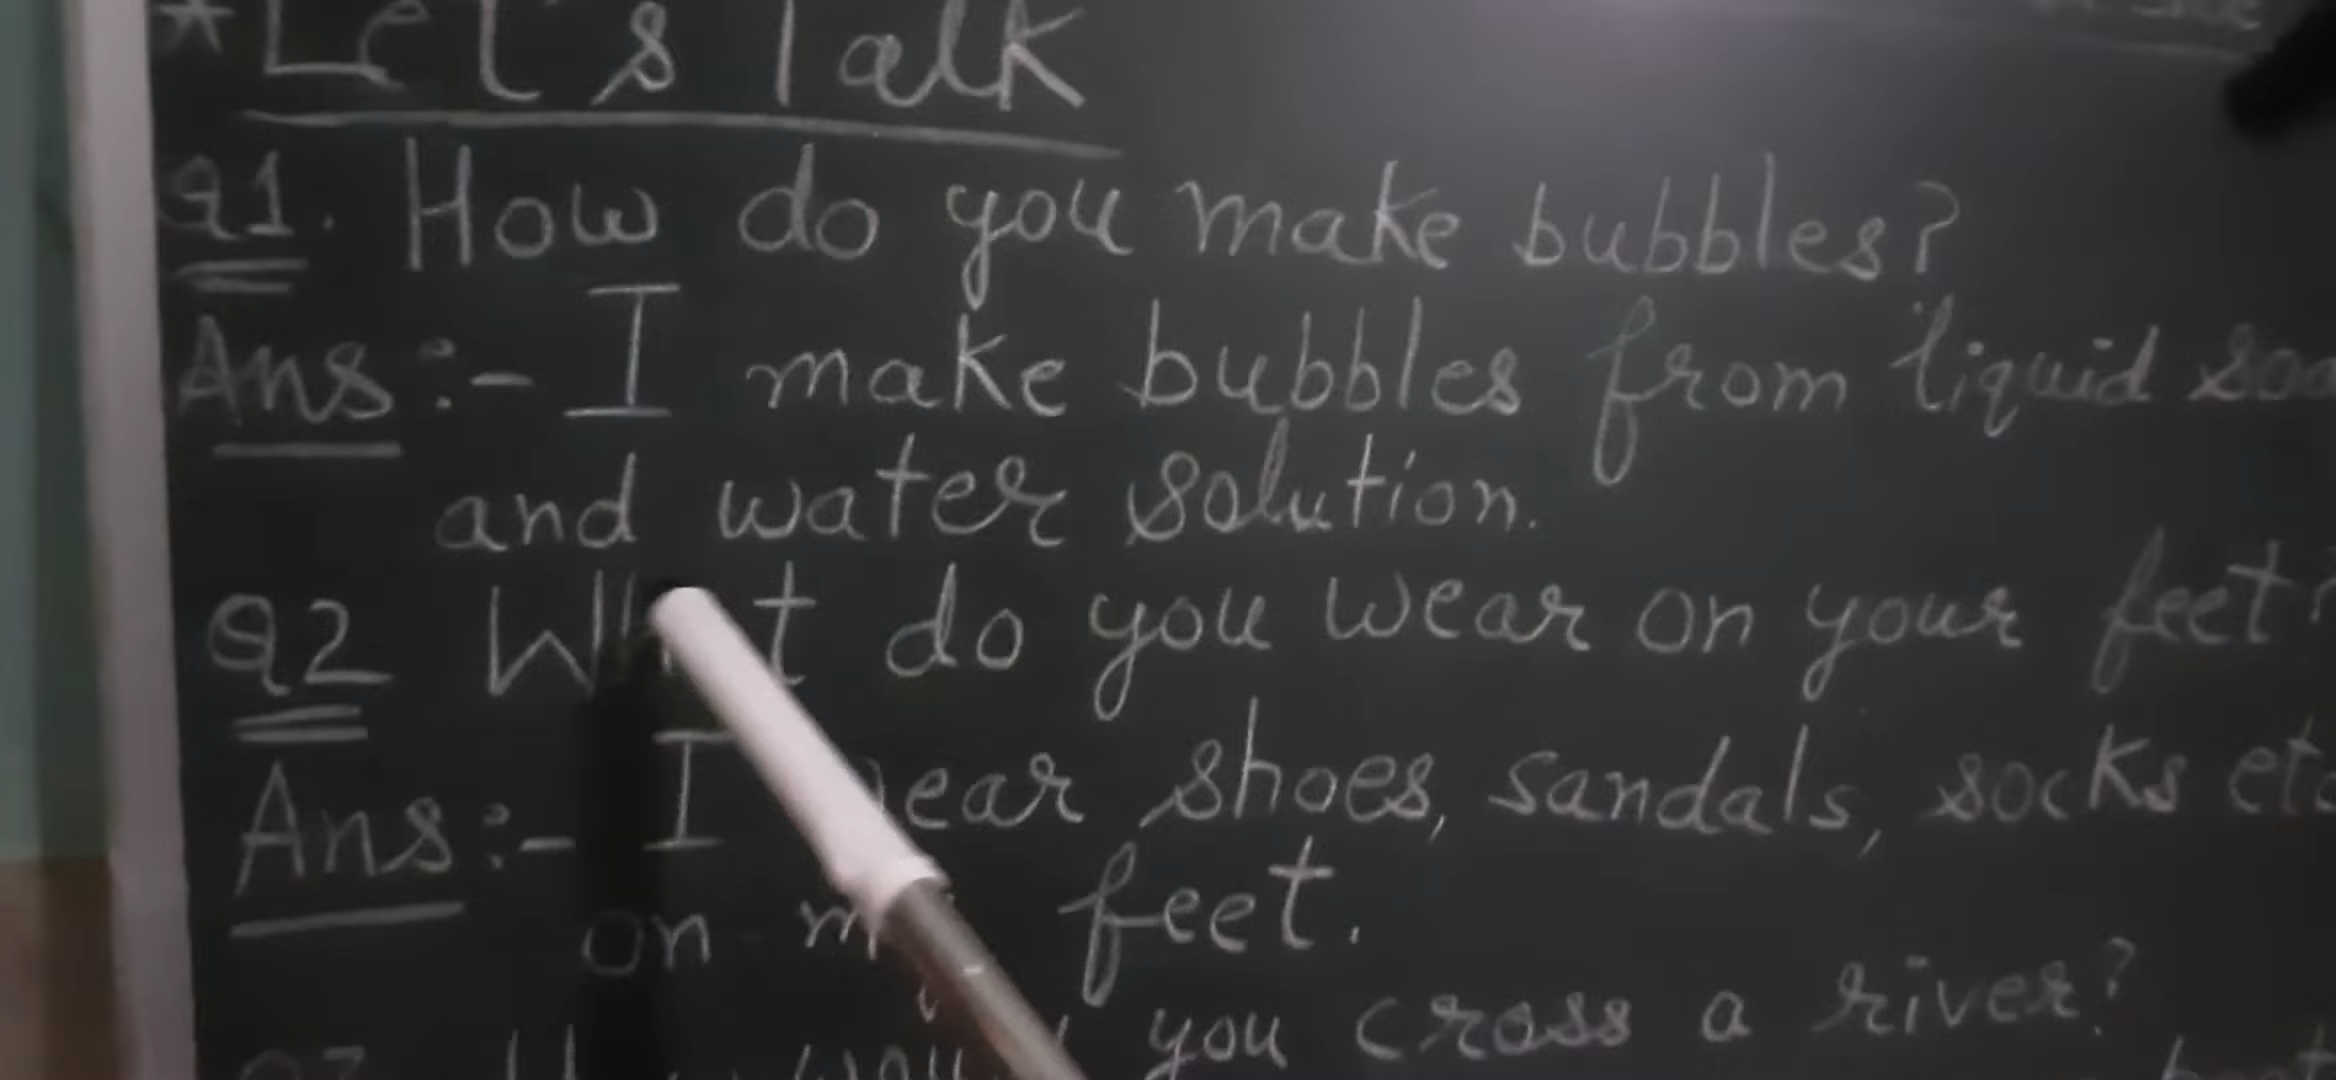 *Let's Talk
Q1. How do you make bubbles?
Ans:- I make bubbles from liquid soa
and water solution.
Q2 What do you wear on your feet?
Ans:- I wear shoes, sandals, socks etc
on my feet.
you cross a river?